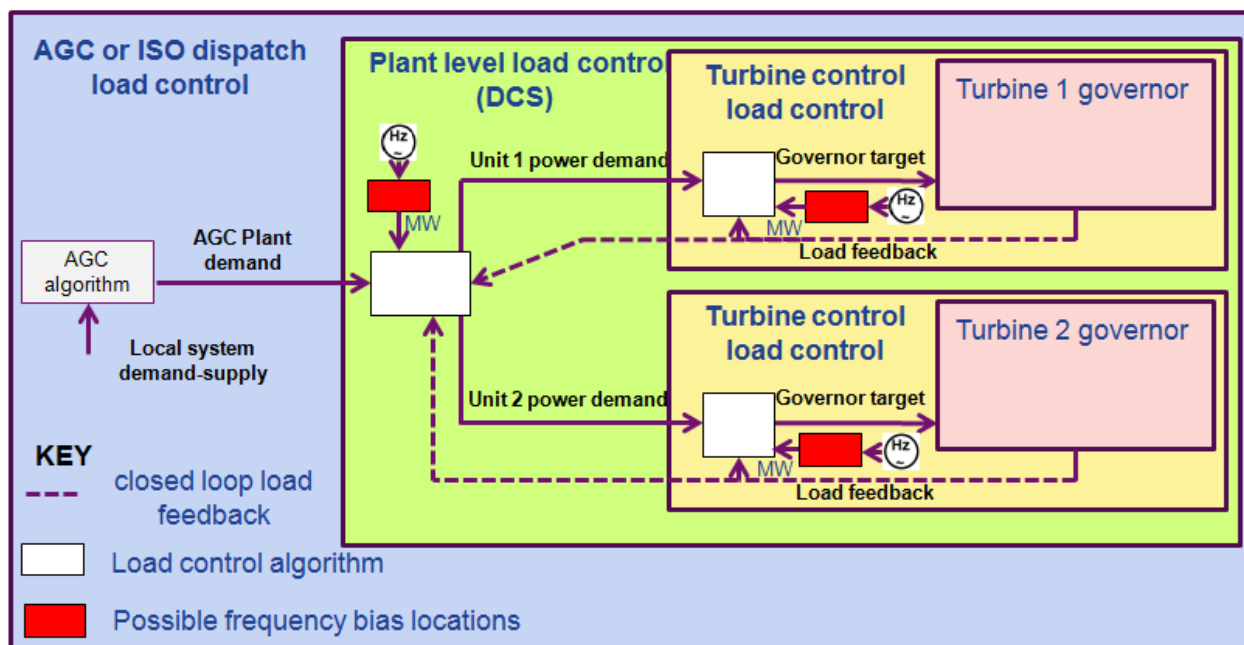 AGC or ISO dispatch
load control
Plant level load control
(DCS)
Turbine control
load control
Turbine 1 governor
Hz
~
Unit 1 power demand
Governor target
Hz
~
MW
MW
Load feedback
AGC Plant
demand
AGC
algorithm
Local system
demand-supply
Turbine control
load control
Turbine 2 governor
Unit 2 power demand
Governor target
Hz
~
MW
Load feedback
KEY
closed loop load
feedback
Load control algorithm
Possible frequency bias locations